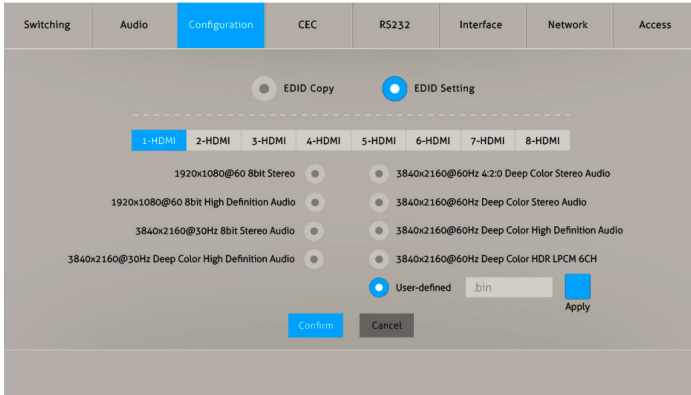 Switching Audio Configuration CEC RS232 Interface Network Access
EDID Copy EDID Setting
1-HDMI 2-HDMI 3-HDMI 4-HDMI 5-HDMI 6-HDMI 7-HDMI 8-HDMI
1920x1080@60 8bit Stereo 3840x2160@60Hz 4:2:0 Deep Color Stereo Audio
1920x1080@60 8bit High Definition Audio 3840x2160@60Hz Deep Color Stereo Audio
3840x2160@30Hz 8bit Stereo Audio 3840x2160@60Hz Deep Color High Definition Audio
3840x2160@30Hz Deep Color High Definition Audio 3840x2160@60Hz Deep Color HDR LPCM 6CH
User-defined .bin
Apply
Confirm Cancel